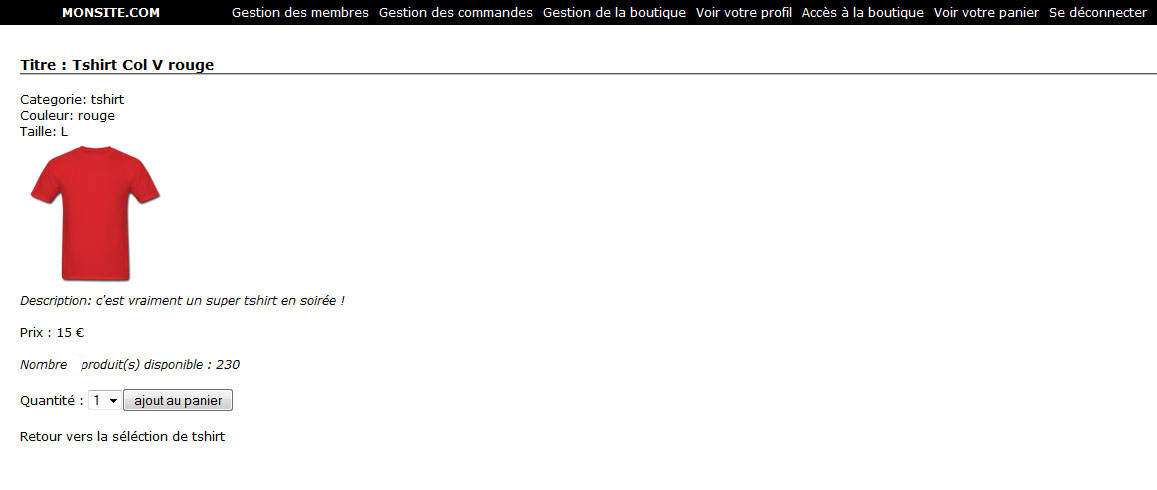 MONSITE.COM Gestion des membres Gestion des commandes Gestion de la boutique Voir votre profil Accès à la boutique Voir votre panier Se déconnecter
Titre : Tshirt Col V rouge
Categorie: tshirt
Couleur: rouge
Taille: L
Description: c'est vraiment un super tshirt en soirée !
Prix : 15 €
Nombre produit(s) disponible : 230
Quantité : 1 ajout au panier
Retour vers la séléction de tshirt